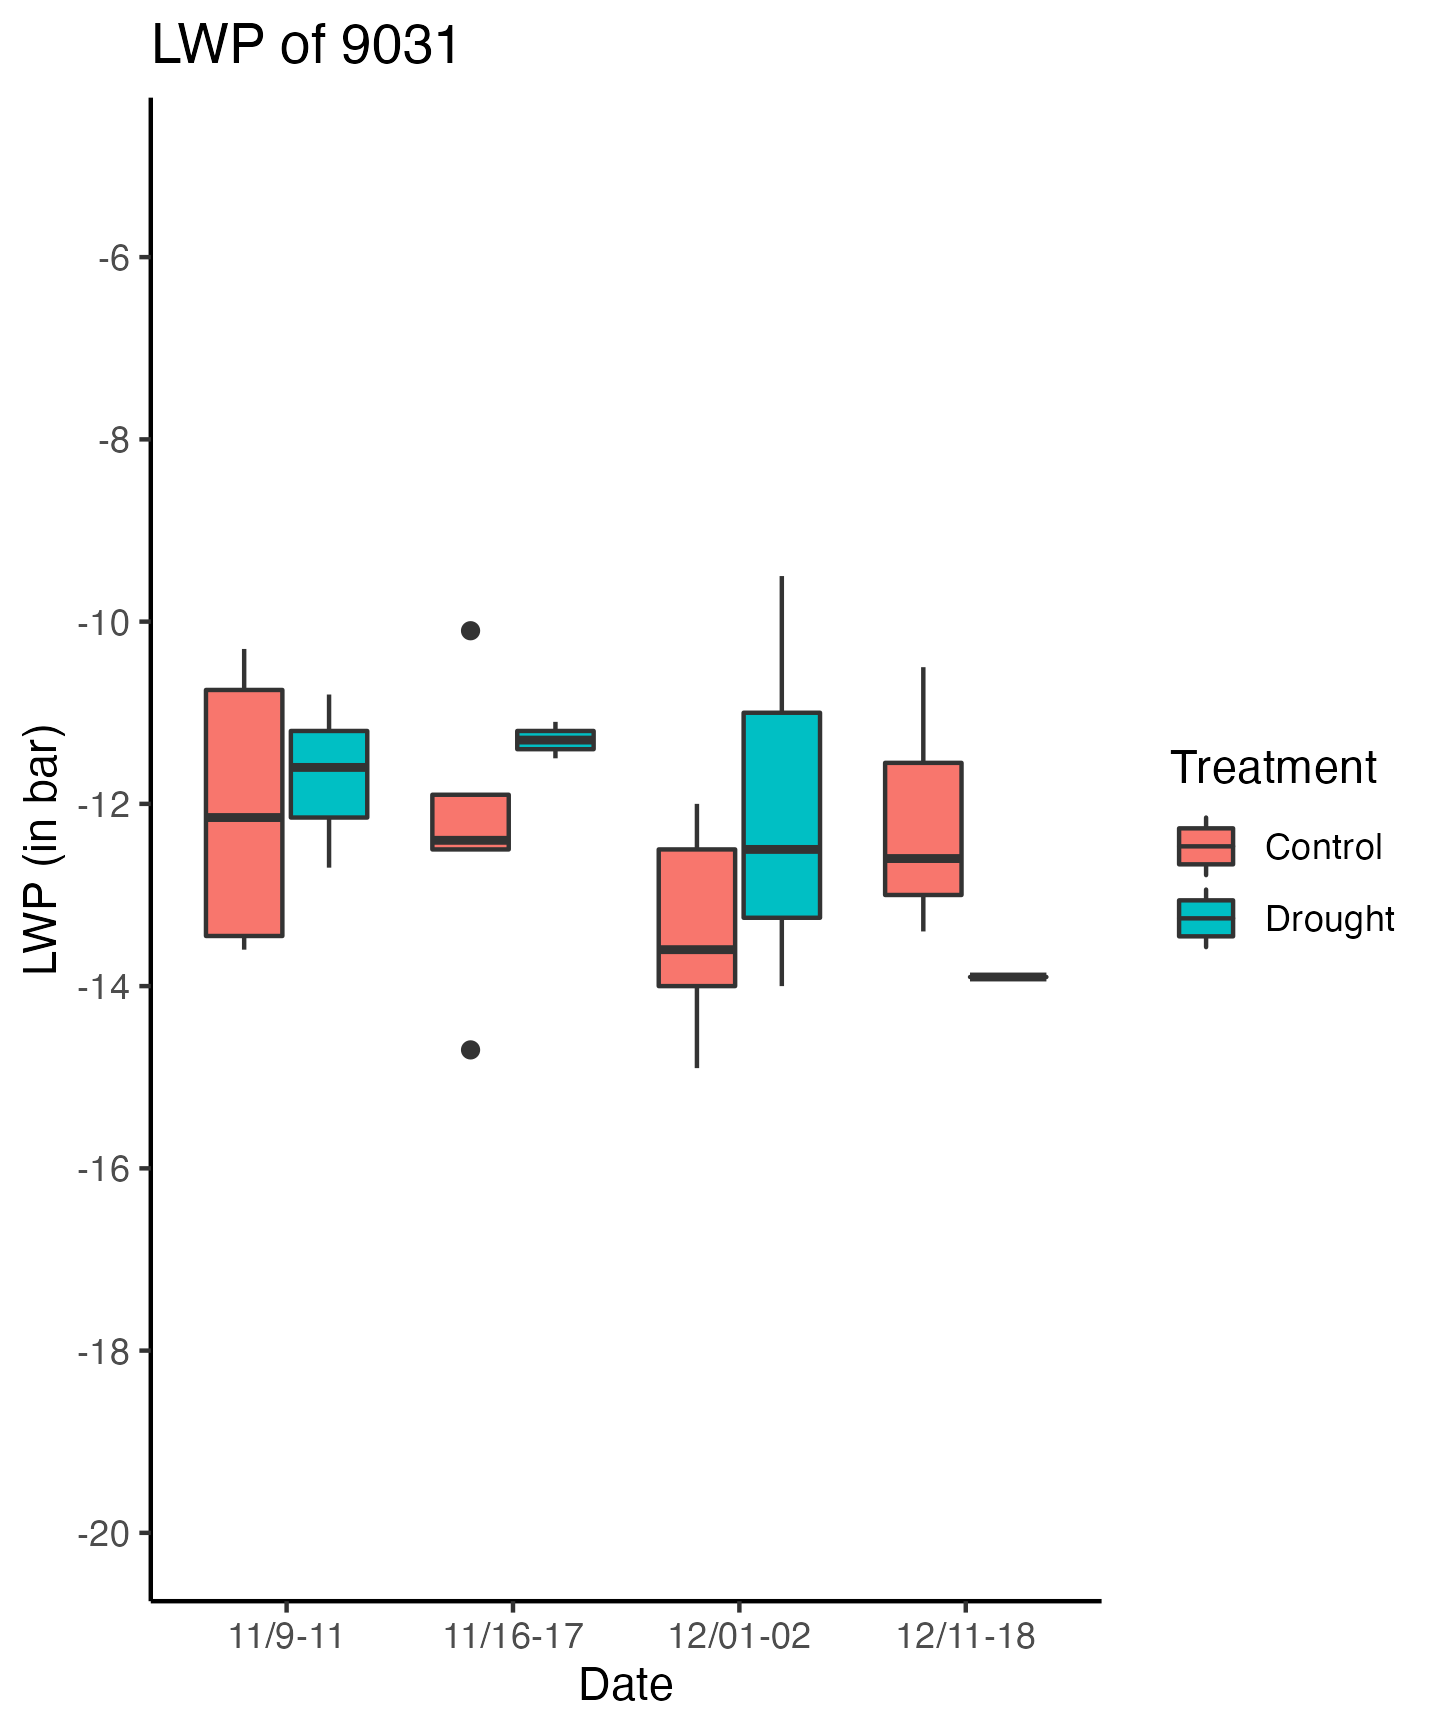 LWP of 9031
LWP (in bar)
-6
-8
-10
-12
-14
-16
-18
-20
11/9-11
11/16-17
12/01-02
12/11-18
Date
Treatment
Control
Drought